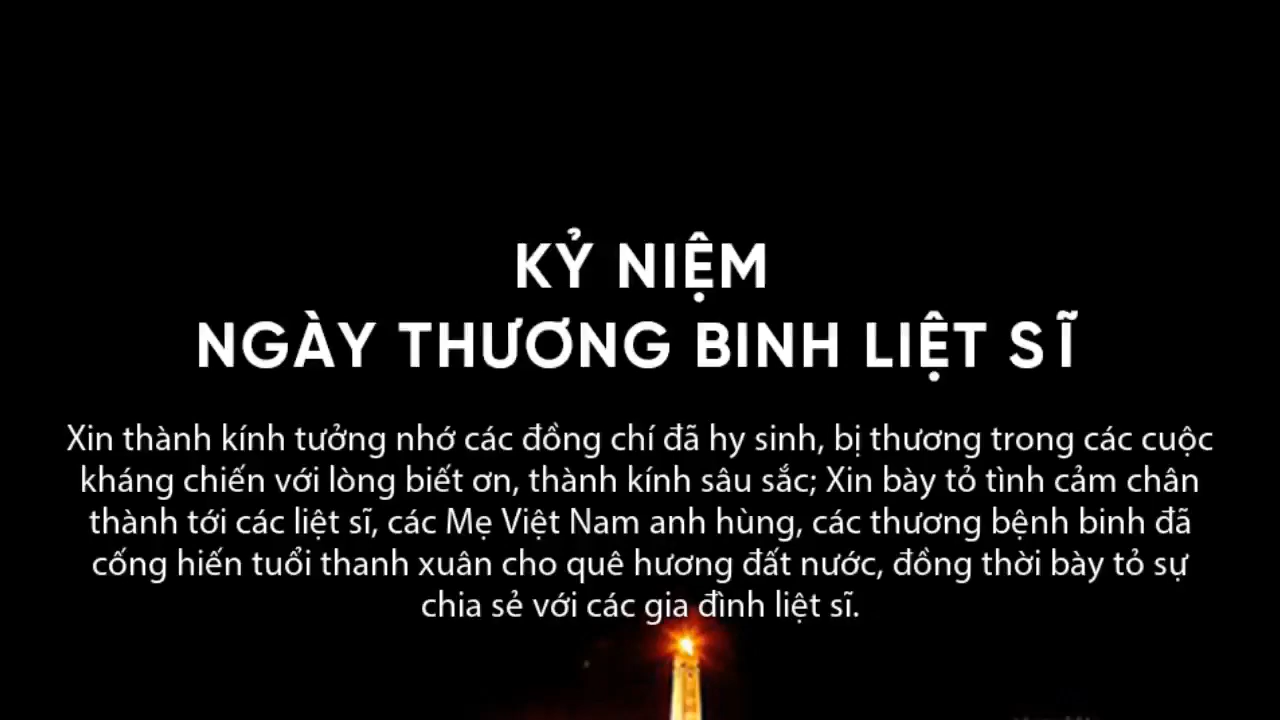 KỶ NIỆM
NGÀY THƯƠNG BINH LIỆT SĨ
Xin thành kính tưởng nhớ các đồng chí đã hy sinh, bị thương trong các cuộc
kháng chiến với lòng biết ơn, thành kính sâu sắc; Xin bày tỏ tình cảm chân
thành tới các liệt sĩ, các Mẹ Việt Nam anh hùng, các thương bệnh binh đã
cống hiến tuổi thanh xuân cho quê hương đất nước, đồng thời bày tỏ sự
chia sẻ với các gia đình liệt sĩ.